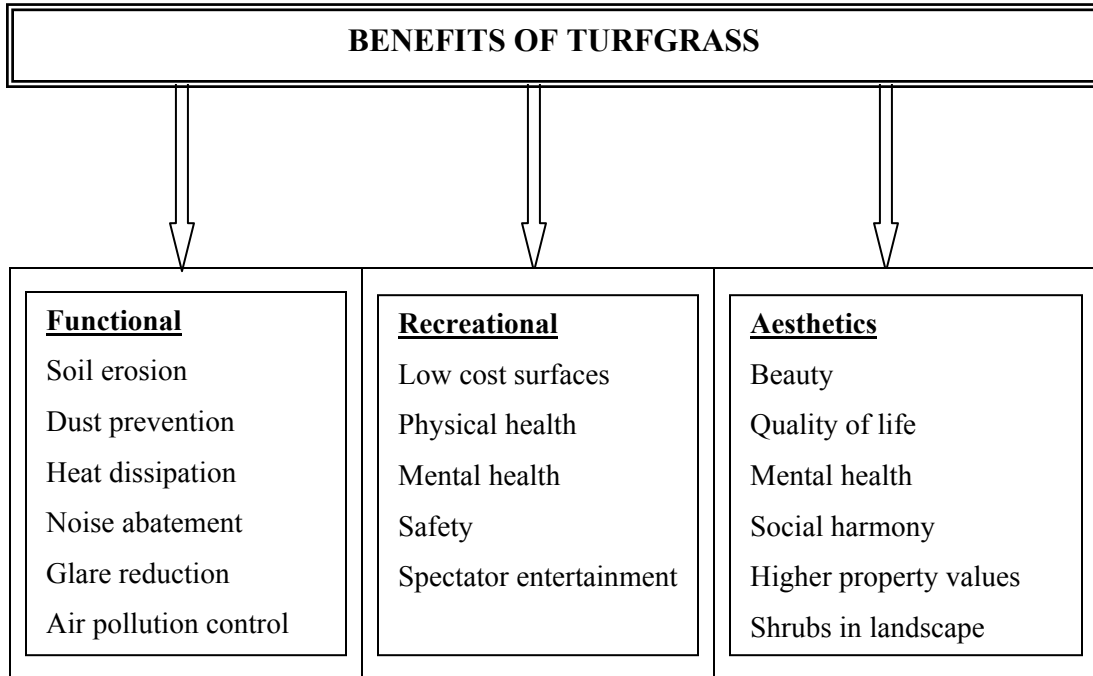 BENEFITS OF TURFGRASS
Functional
Soil erosion
Dust prevention
Heat dissipation
Noise abatement
Glare reduction
Air pollution control
Recreational
Low cost surfaces
Physical health
Mental health
Safety
Spectator entertainment
Aesthetics
Beauty
Quality of life
Mental health
Social harmony
Higher property values
Shrubs in landscape